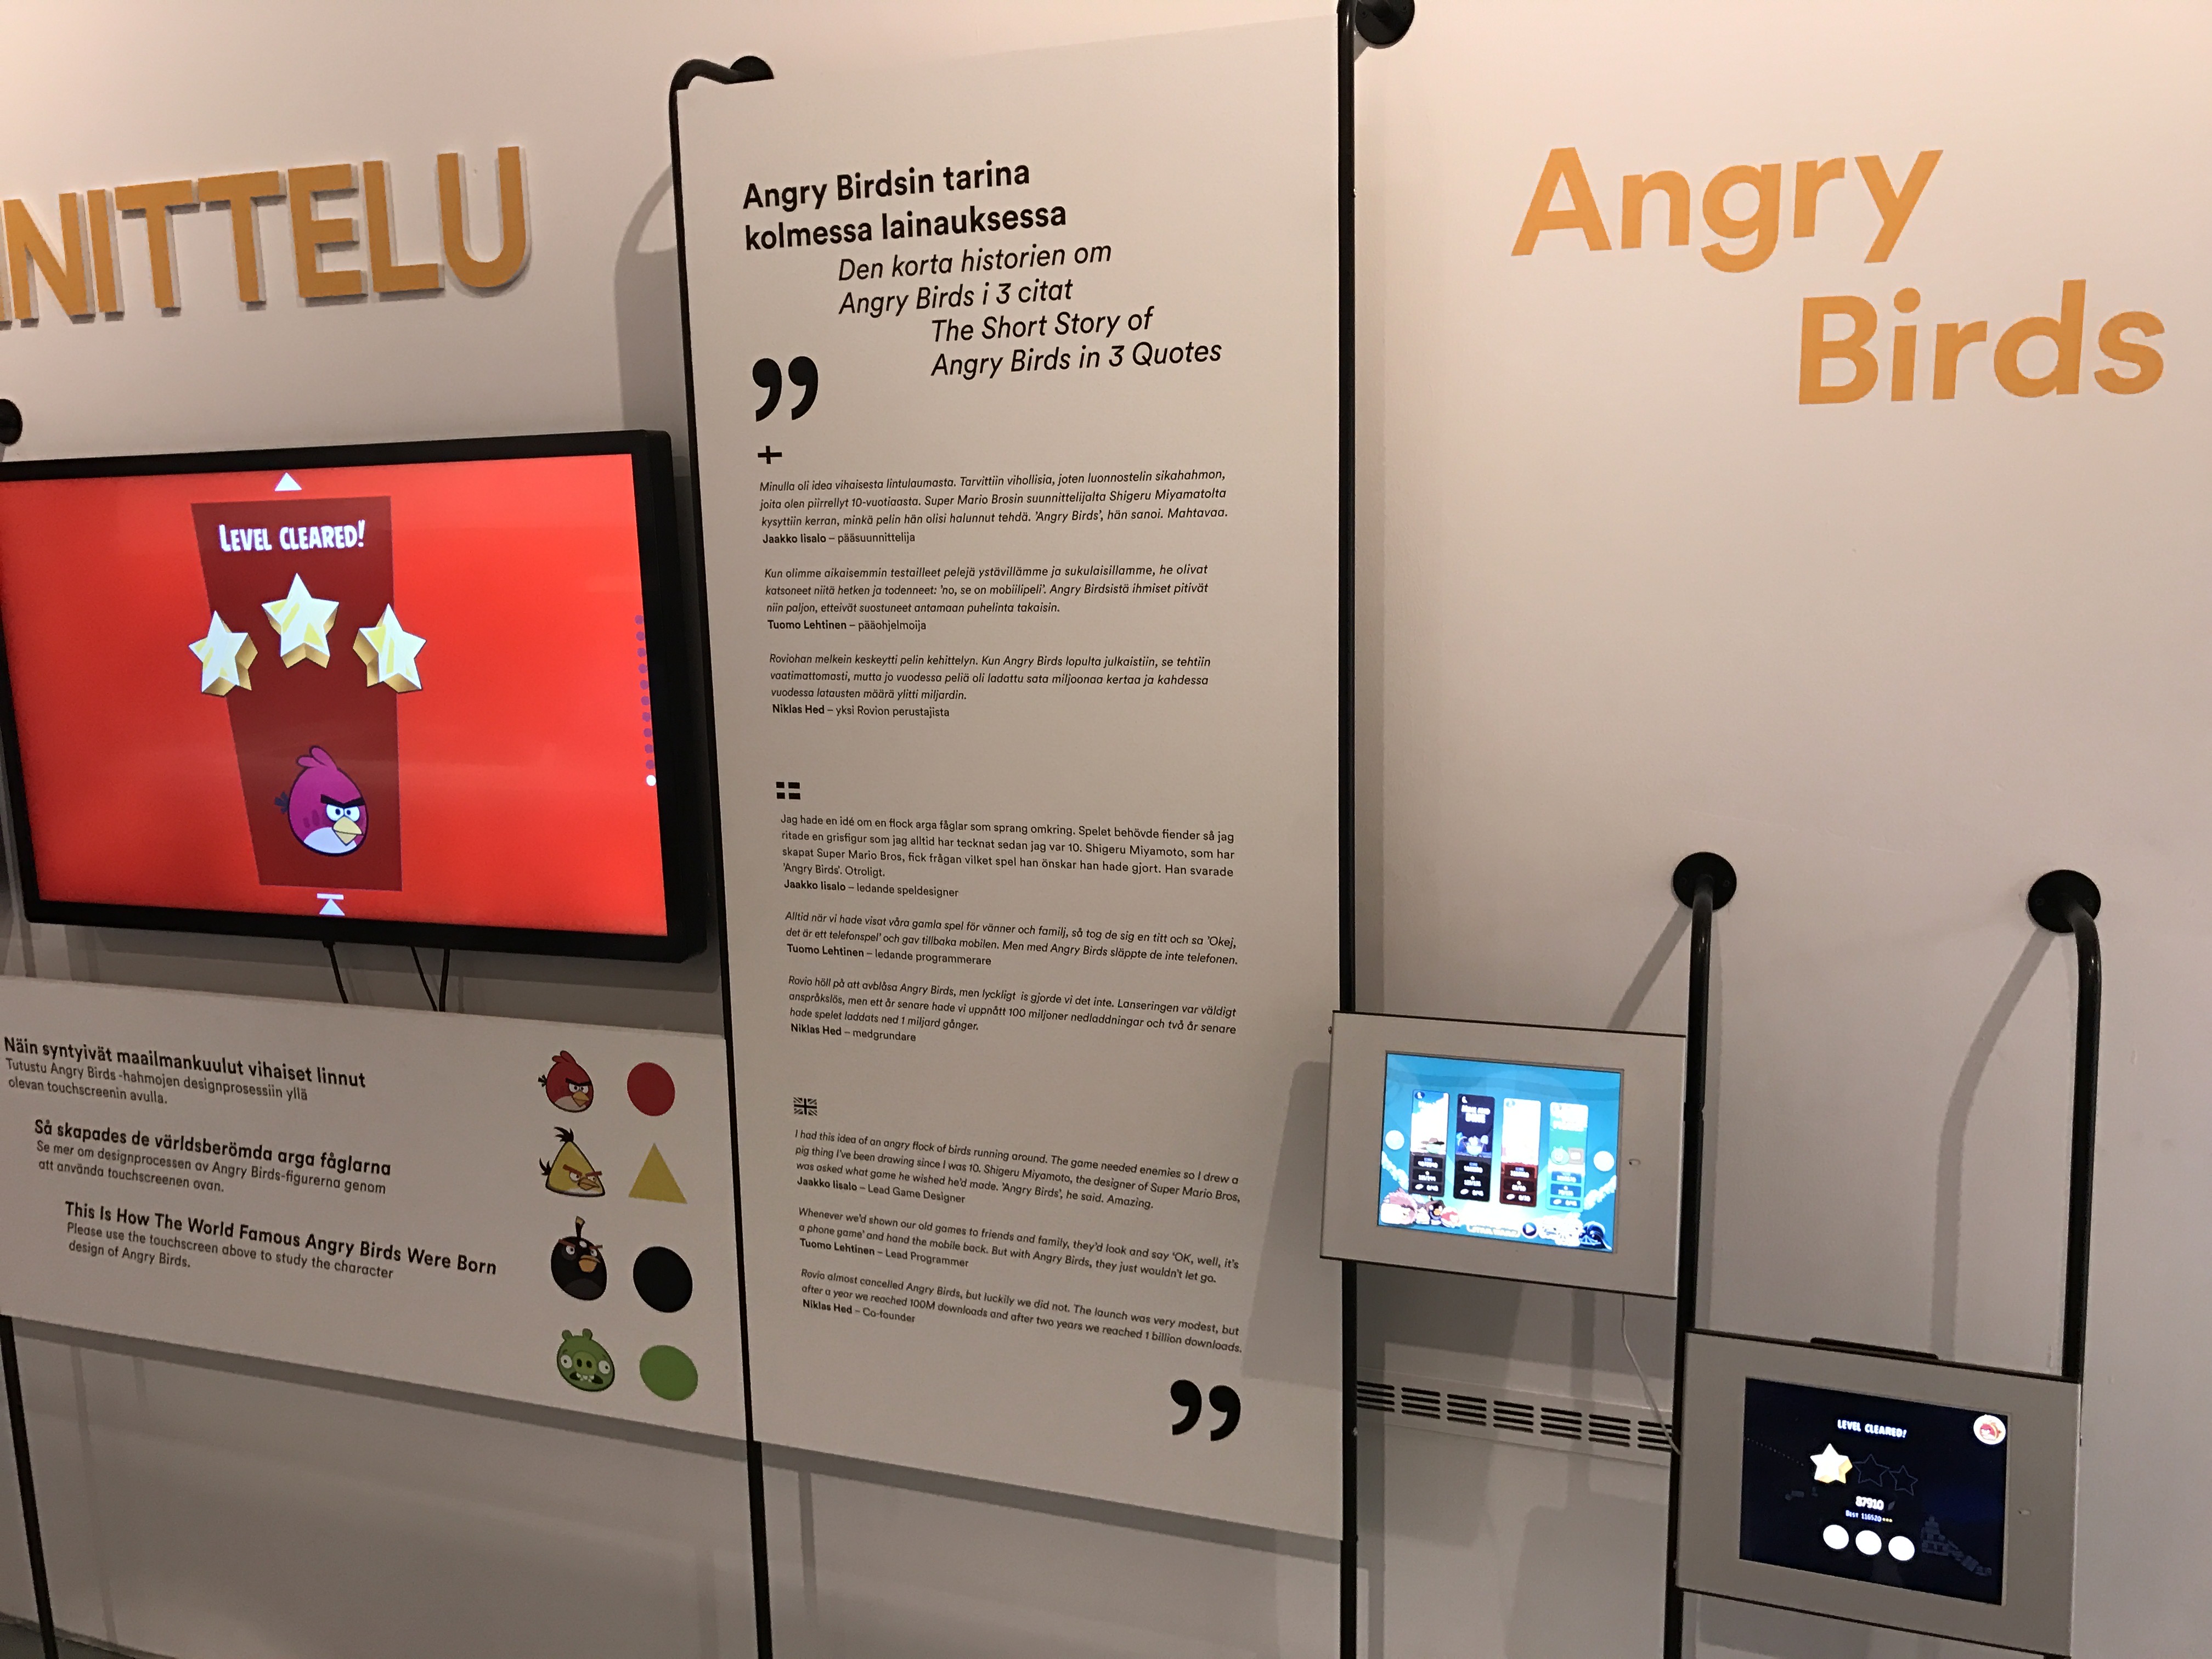 NITTELU
LEVEL CLEARED!
Näin syntyivät maailmankuulut vihaiset linnut
Tutustu Angry Birds -hahmojen designprosessiin yllä
olevan touchscreenin avulla.
Så skapades de världsberömda arga fåglarna
Se mer om designprocessen av Angry Birds-figurerna genom
att använda touchscreenen ovan.
This Is How The World Famous Angry Birds Were Born
Please use the touchscreen above to study the character
design of Angry Birds.
Angry Birdsin tarina
kolmessa lainauksessa
Den korta historien om
Angry Birds i 3 citat
The Short Story of
Angry Birds in 3 Quotes
”
Minulla oli idea vihaisesta lintulaumasta. Tarvittiin vihollisia, joten luonnostelin sikahahmon,
joita olen piirrellyt 10-vuotiaasta. Super Mario Brosin suunnittelijalta Shigeru Miyamatolta
kysyttiin kerran, minkä pelin hän olisi halunnut tehdä. 'Angry Birds', hän sanoi. Mahtavaa.
Jaakko Iisalo – pääsuunnittelija
Kun olimme aikaisemmin testailleet pelejä ystävillämme ja sukulaisillamme, he olivat
katsoneet niitä hetken ja todenneet: 'no, se on mobiilipeli'. Angry Birdsistä ihmiset pitivät
niin paljon, etteivät suostuneet antamaan puhelinta takaisin.
Tuomo Lehtinen – pääohjelmoija
Roviohan melkein keskeytti pelin kehittelyn. Kun Angry Birds lopulta julkaistiin, se tehtiin
vaatimattomasti, mutta jo vuodessa peliä oli ladattu sata miljoonaa kertaa ja kahdessa
vuodessa latausten määrä ylitti miljardin.
Niklas Hed – yksi Rovion perustajista
Jag hade en idé om en flock arga fåglar som sprang omkring. Spelet behövde fiender så jag
ritade en grisfigur som jag alltid har tecknat sedan jag var 10. Shigeru Miyamoto, som har
skapat Super Mario Bros, fick frågan vilket spel han önskar han hade gjort. Han svarade
'Angry Birds'. Otroligt.
Jaakko Iisalo – ledande speldesigner
Alltid när vi hade visat våra gamla spel för vänner och familj, så tog de sig en titt och sa 'Okej,
det är ett telefonspel' och gav tillbaka mobilen. Men med Angry Birds släppte de inte telefonen.
Tuomo Lehtinen – ledande programmerare
Rovio höll på att avblåsa Angry Birds, men lyckligt is gjorde vi det inte. Lanseringen var väldigt
anspråkslös, men ett år senare hade vi uppnått 100 miljoner nedladdningar och två år senare
hade spelet laddats ned 1 miljard gånger.
Niklas Hed – medgrundare
I had this idea of an angry flock of birds running around. The game needed enemies so I drew a
pig thing I've been drawing since I was 10. Shigeru Miyamoto, the designer of Super Mario Bros,
was asked what game he wished he'd made. 'Angry Birds', he said. Amazing.
Jaakko Iisalo – Lead Game Designer
Whenever we'd shown our old games to friends and family, they'd look and say 'OK, well, it's
a phone game' and hand the mobile back. But with Angry Birds, they just wouldn't let go.
Tuomo Lehtinen – Lead Programmer
Rovio almost cancelled Angry Birds, but luckily we did not. The launch was very modest, but
after a year we reached 100M downloads and after two years we reached 1 billion downloads.
Niklas Hed – Co-founder
”
Angry
Birds
LEVEL CLEARED!
87910
Best 116520